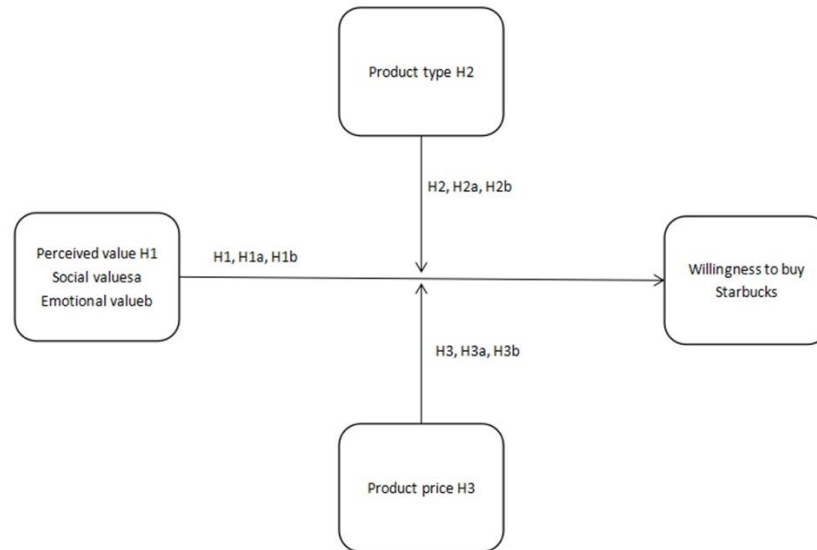 Product type H2
H2, H2a, H2b
Perceived value H1
Social valuesa
Emotional valueb
H1, H1a, H1b
Willingness to buy
Starbucks
H3, H3a, H3b
Product price H3